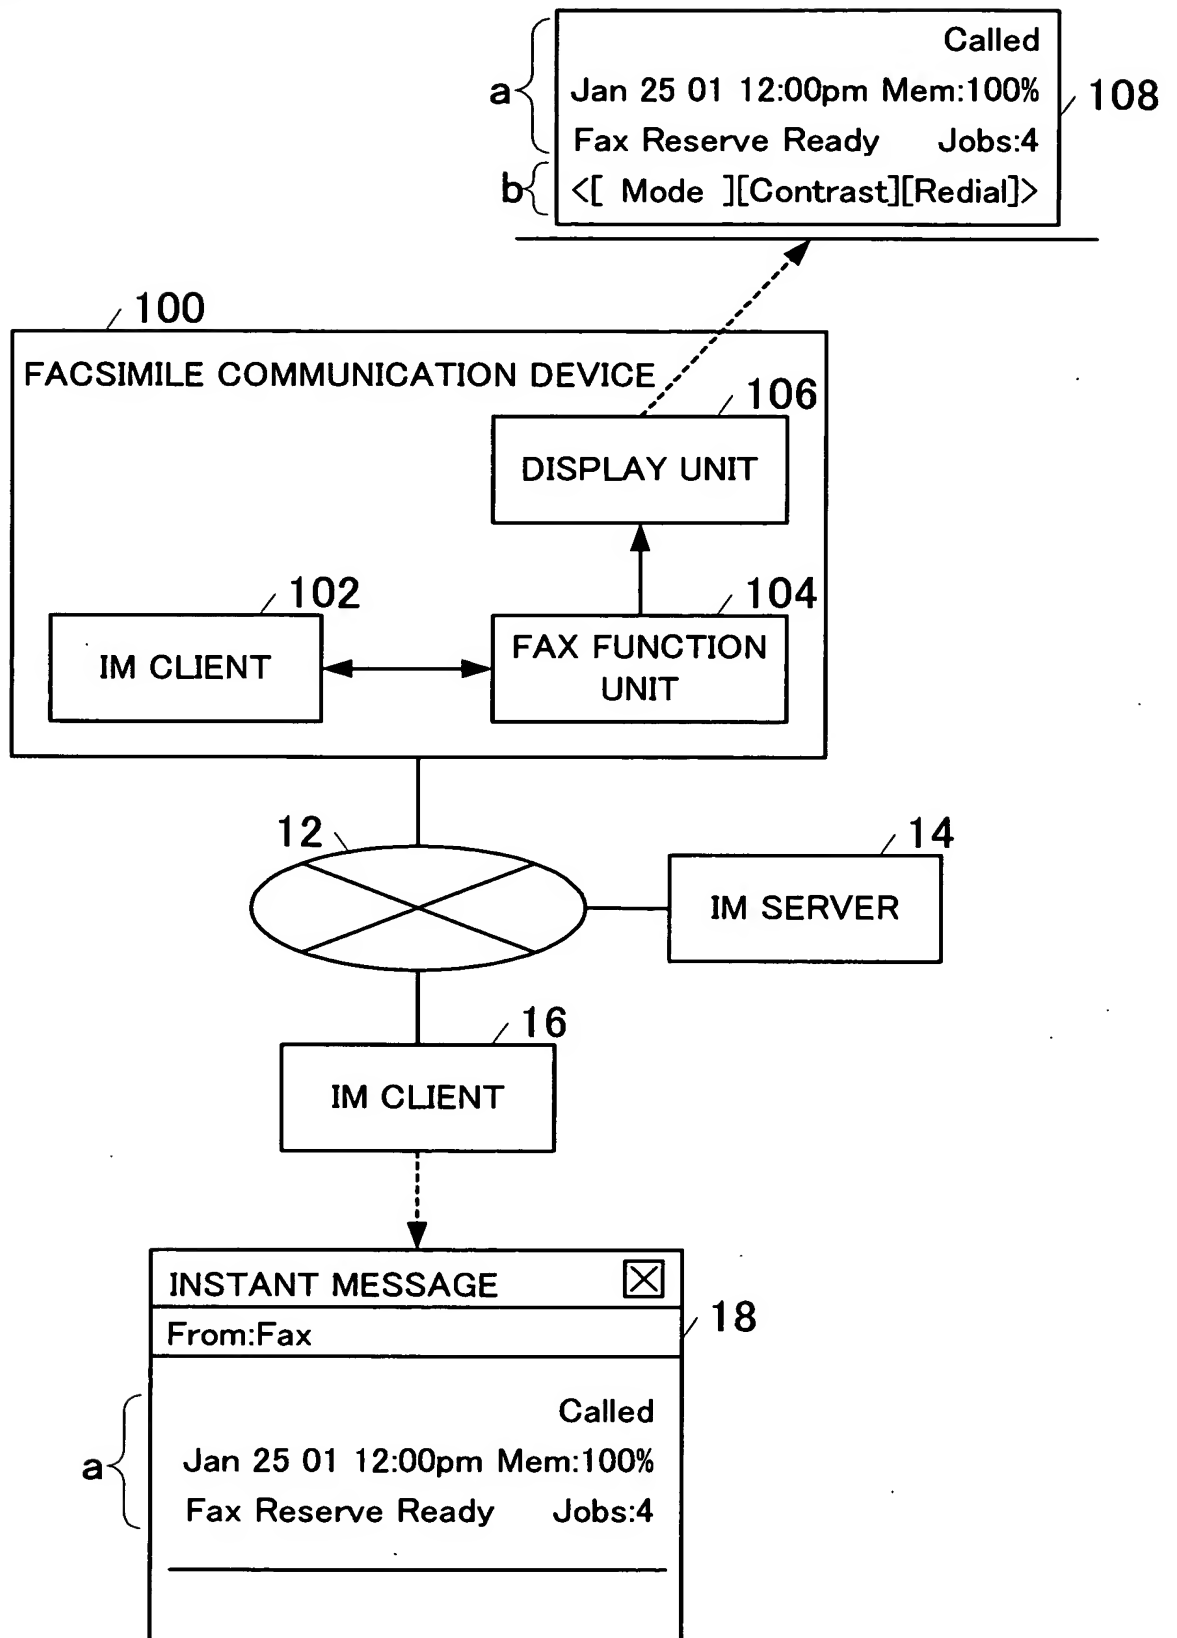 Called
a
Jan 25 01 12:00pm Mem:100%
108
Fax Reserve Ready Jobs:4
b
<[ Mode ][Contrast][Redial]>
100
FACSIMILE COMMUNICATION DEVICE
106
DISPLAY UNIT
102
104
IM CLIENT
FAX FUNCTION
UNIT
12
14
IM SERVER
16
IM CLIENT
INSTANT MESSAGE
18
From:Fax
Called
a
Jan 25 01 12:00pm Mem:100%
Fax Reserve Ready Jobs:4